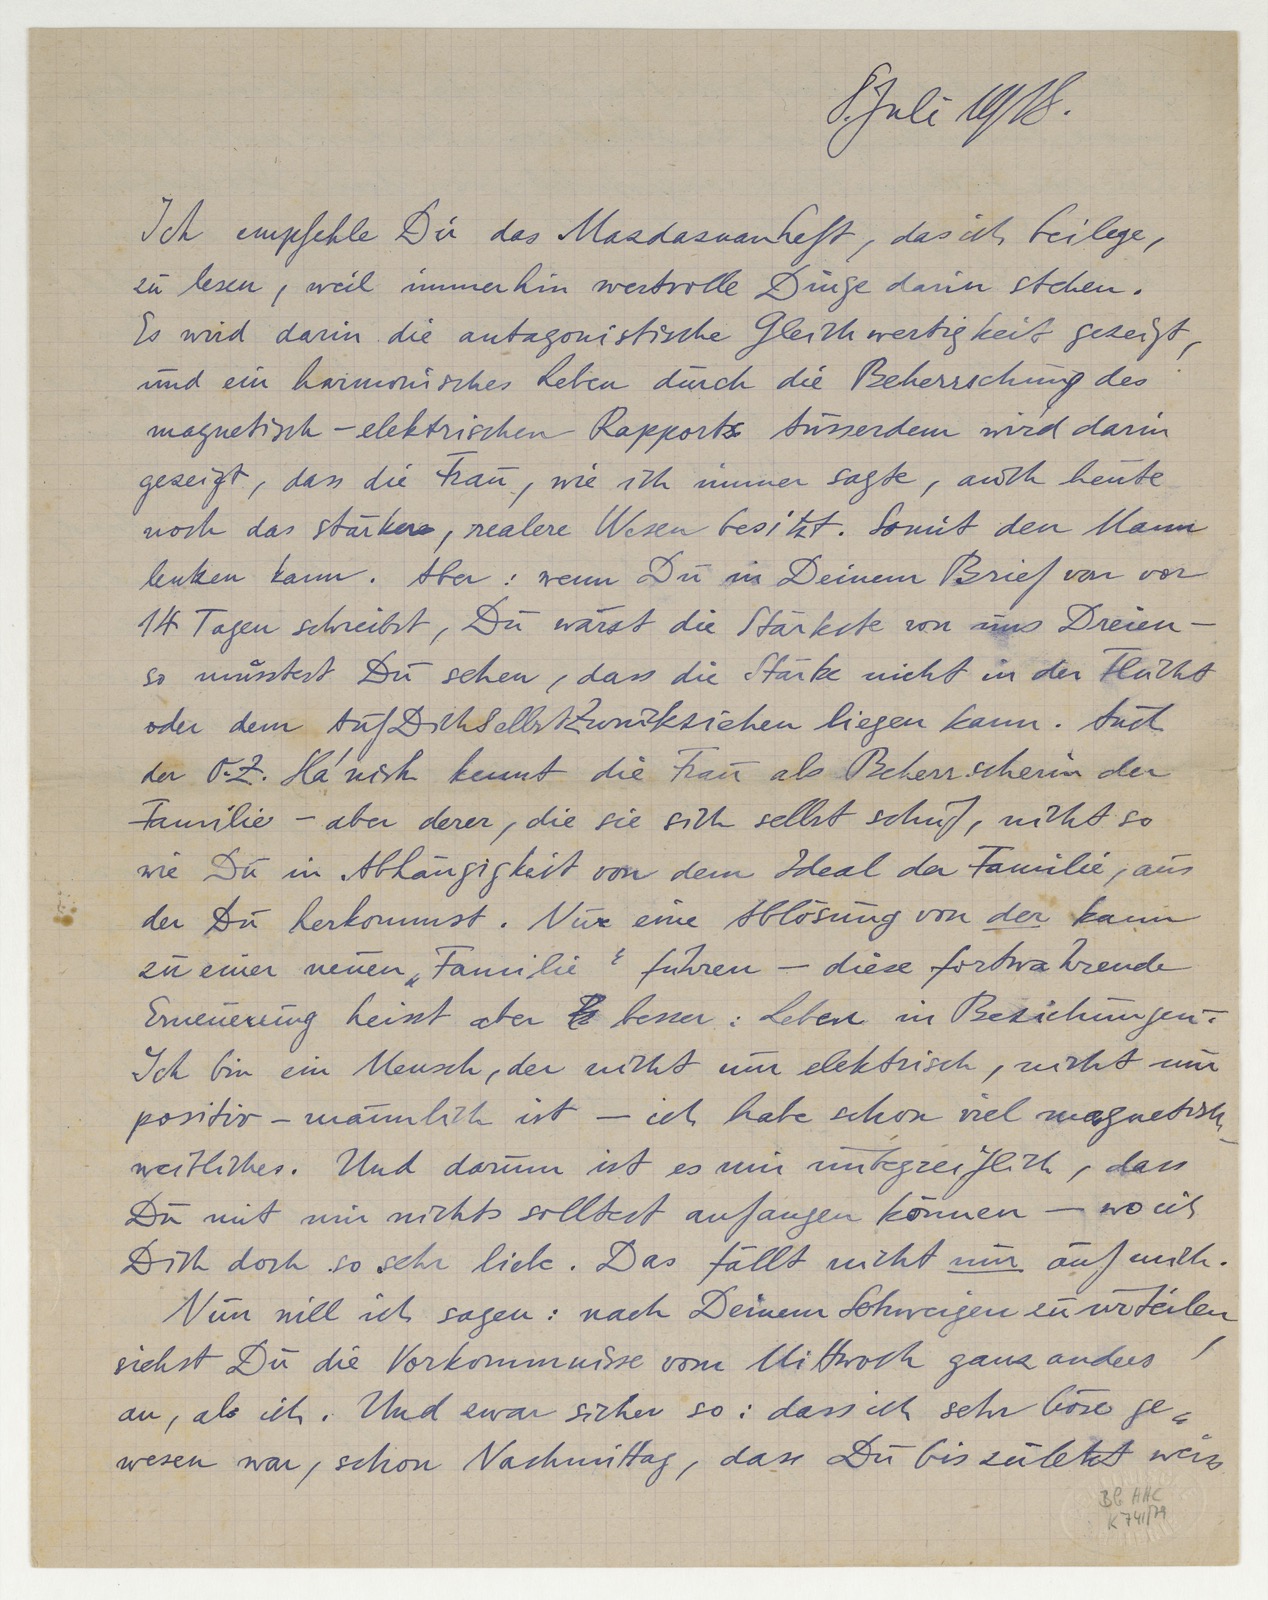 8. Juli 1918.
Ich empfehle Dir das Masdasnanheft, das ich beilege,
zu lesen, weil immerhin wertvolle Dinge darin stehen.
Es wird darin die antagonistische Gleichwertigkeit gezeigt,
und ein harmonisches Leben durch die Beherrschung des
magnetisch-elektrischen Rapports Ausserdem wird darin
gezeigt, dass die Frau, wie ich immer sagte, auch heute
noch das stärkere, realere Wesen besitzt. Somit den Mann
lenken kann. Aber: wenn Du in Deinem Brief von vor
14 Tagen schreibst, Du wärst die Stärkste von uns Dreien –
so müsstest Du sehen, dass die Stärke nicht in der Flucht
oder dem AufDichSelbstZurückziehen liegen kann. Auch
der O.Z. Há'nish kennt die Frau als Beherrscherin der
Familie – aber derer, die sie sich selbst schuf, nicht so
wie Du in Abhängigkeit von dem Ideal der Familie, aus
der Du herkommst. Nur eine Ablösung von der kann
zu einer neuen „Familie“ führen – diese fortwährende
Erneuerung heisst aber besser: Leben in Beziehungen.
Ich bin ein Mensch, der nicht nur elektrisch, nicht nur
positiv – männlich ist – ich habe schon viel magnetisch-
weibliches. Und darum ist es mir unbegreiflich, dass
Du mit mir nichts solltest anfangen können – wo ich
Dich doch so sehr liebe. Das fällt nicht nur auf mich.
Nun will ich sagen: nach Deinem Schweigen zu urteilen
siehst Du die Vorkommnisse vom Mittwoch ganz anders
an, als ich. Und zwar sicher so: dass ich sehr böse ge-
wesen war, schon Nachmittag, dass Du bis zuletzt
BG HHC
K 741/79